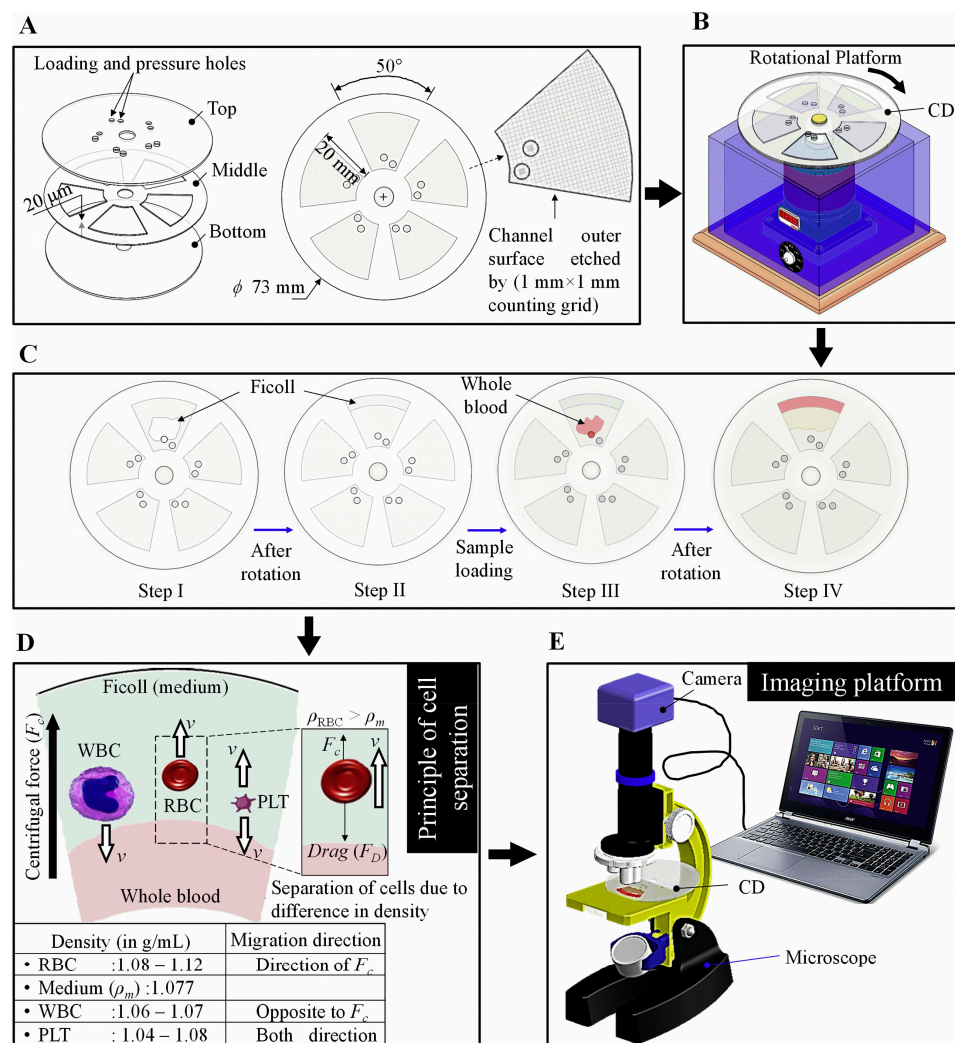 A
Loading and pressure holes
Top
Middle
20 μm
Bottom
50°
20 mm
ϕ 73 mm
Channel outer
surface etched
by (1 mm×1 mm
counting grid)
B
Rotational Platform
CD
C
Ficoll
Whole
blood
After
rotation
Sample
loading
After
rotation
Step I
Step II
Step III
Step IV
D
Principle of cell
separation
Ficoll (medium)
Centrifugal force (Fc)
WBC
v
v
RBC
v
PLT
v
ρRBC > ρm
Fc
v
Drag (FD)
Whole blood
Separation of cells due to
difference in density
Density (in g/mL) Migration direction
• RBC :1.08 – 1.12 Direction of Fc
• Medium (ρm) :1.077
• WBC :1.06 – 1.07 Opposite to Fc
• PLT : 1.04 – 1.08 Both direction
E
Imaging platform
Camera
Start
acer
CD
Microscope